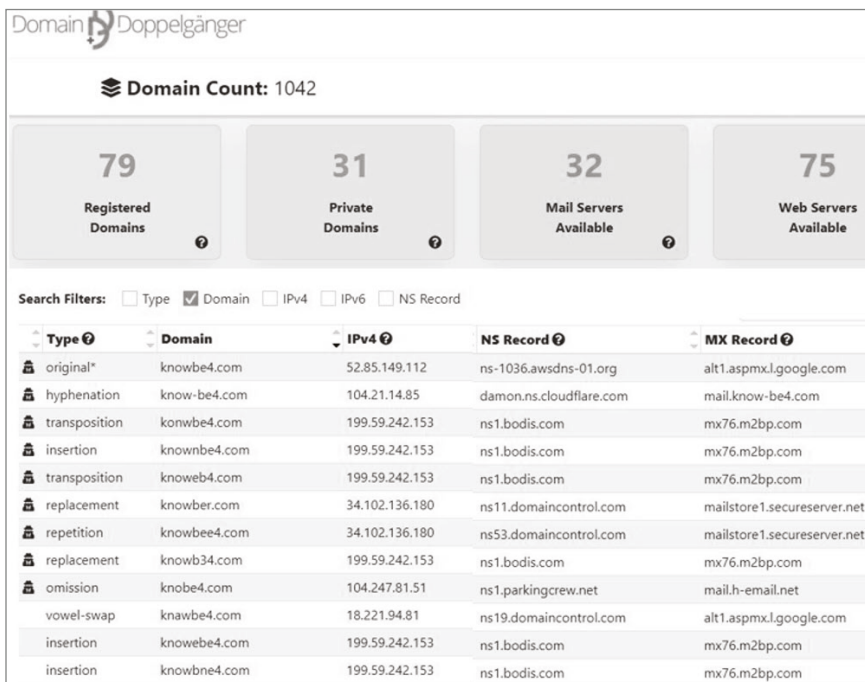 Domain Doppelgänger
Domain Count: 1042
79 31 32 75
Registered Domains Private Domains Mail Servers Available Web Servers Available
Search Filters: Type Domain IPv4 IPv6 NS Record
Type Domain IPv4 NS Record MX Record
original* knowbe4.com 52.85.149.112 ns-1036.awsdns-01.org alt1.aspmx.l.google.com
hyphenation know-be4.com 104.21.14.85 damon.ns.cloudflare.com mail.know-be4.com
transposition konwbe4.com 199.59.242.153 ns1.bodis.com mx76.m2bp.com
insertion knownbe4.com 199.59.242.153 ns1.bodis.com mx76.m2bp.com
transposition knoweb4.com 199.59.242.153 ns1.bodis.com mx76.m2bp.com
replacement knowber.com 34.102.136.180 ns11.domaincontrol.com mailstore1.secureserver.net
repetition knowbee4.com 34.102.136.180 ns53.domaincontrol.com mailstore1.secureserver.net
replacement knowb34.com 199.59.242.153 ns1.bodis.com mx76.m2bp.com
omission knobe4.com 104.247.81.51 ns1.parkingcrew.net mail.h-email.net
vowel-swap knawbe4.com 18.221.94.81 ns19.domaincontrol.com alt1.aspmx.l.google.com
insertion knowebe4.com 199.59.242.153 ns1.bodis.com mx76.m2bp.com
insertion knowbne4.com 199.59.242.153 ns1.bodis.com mx76.m2bp.com